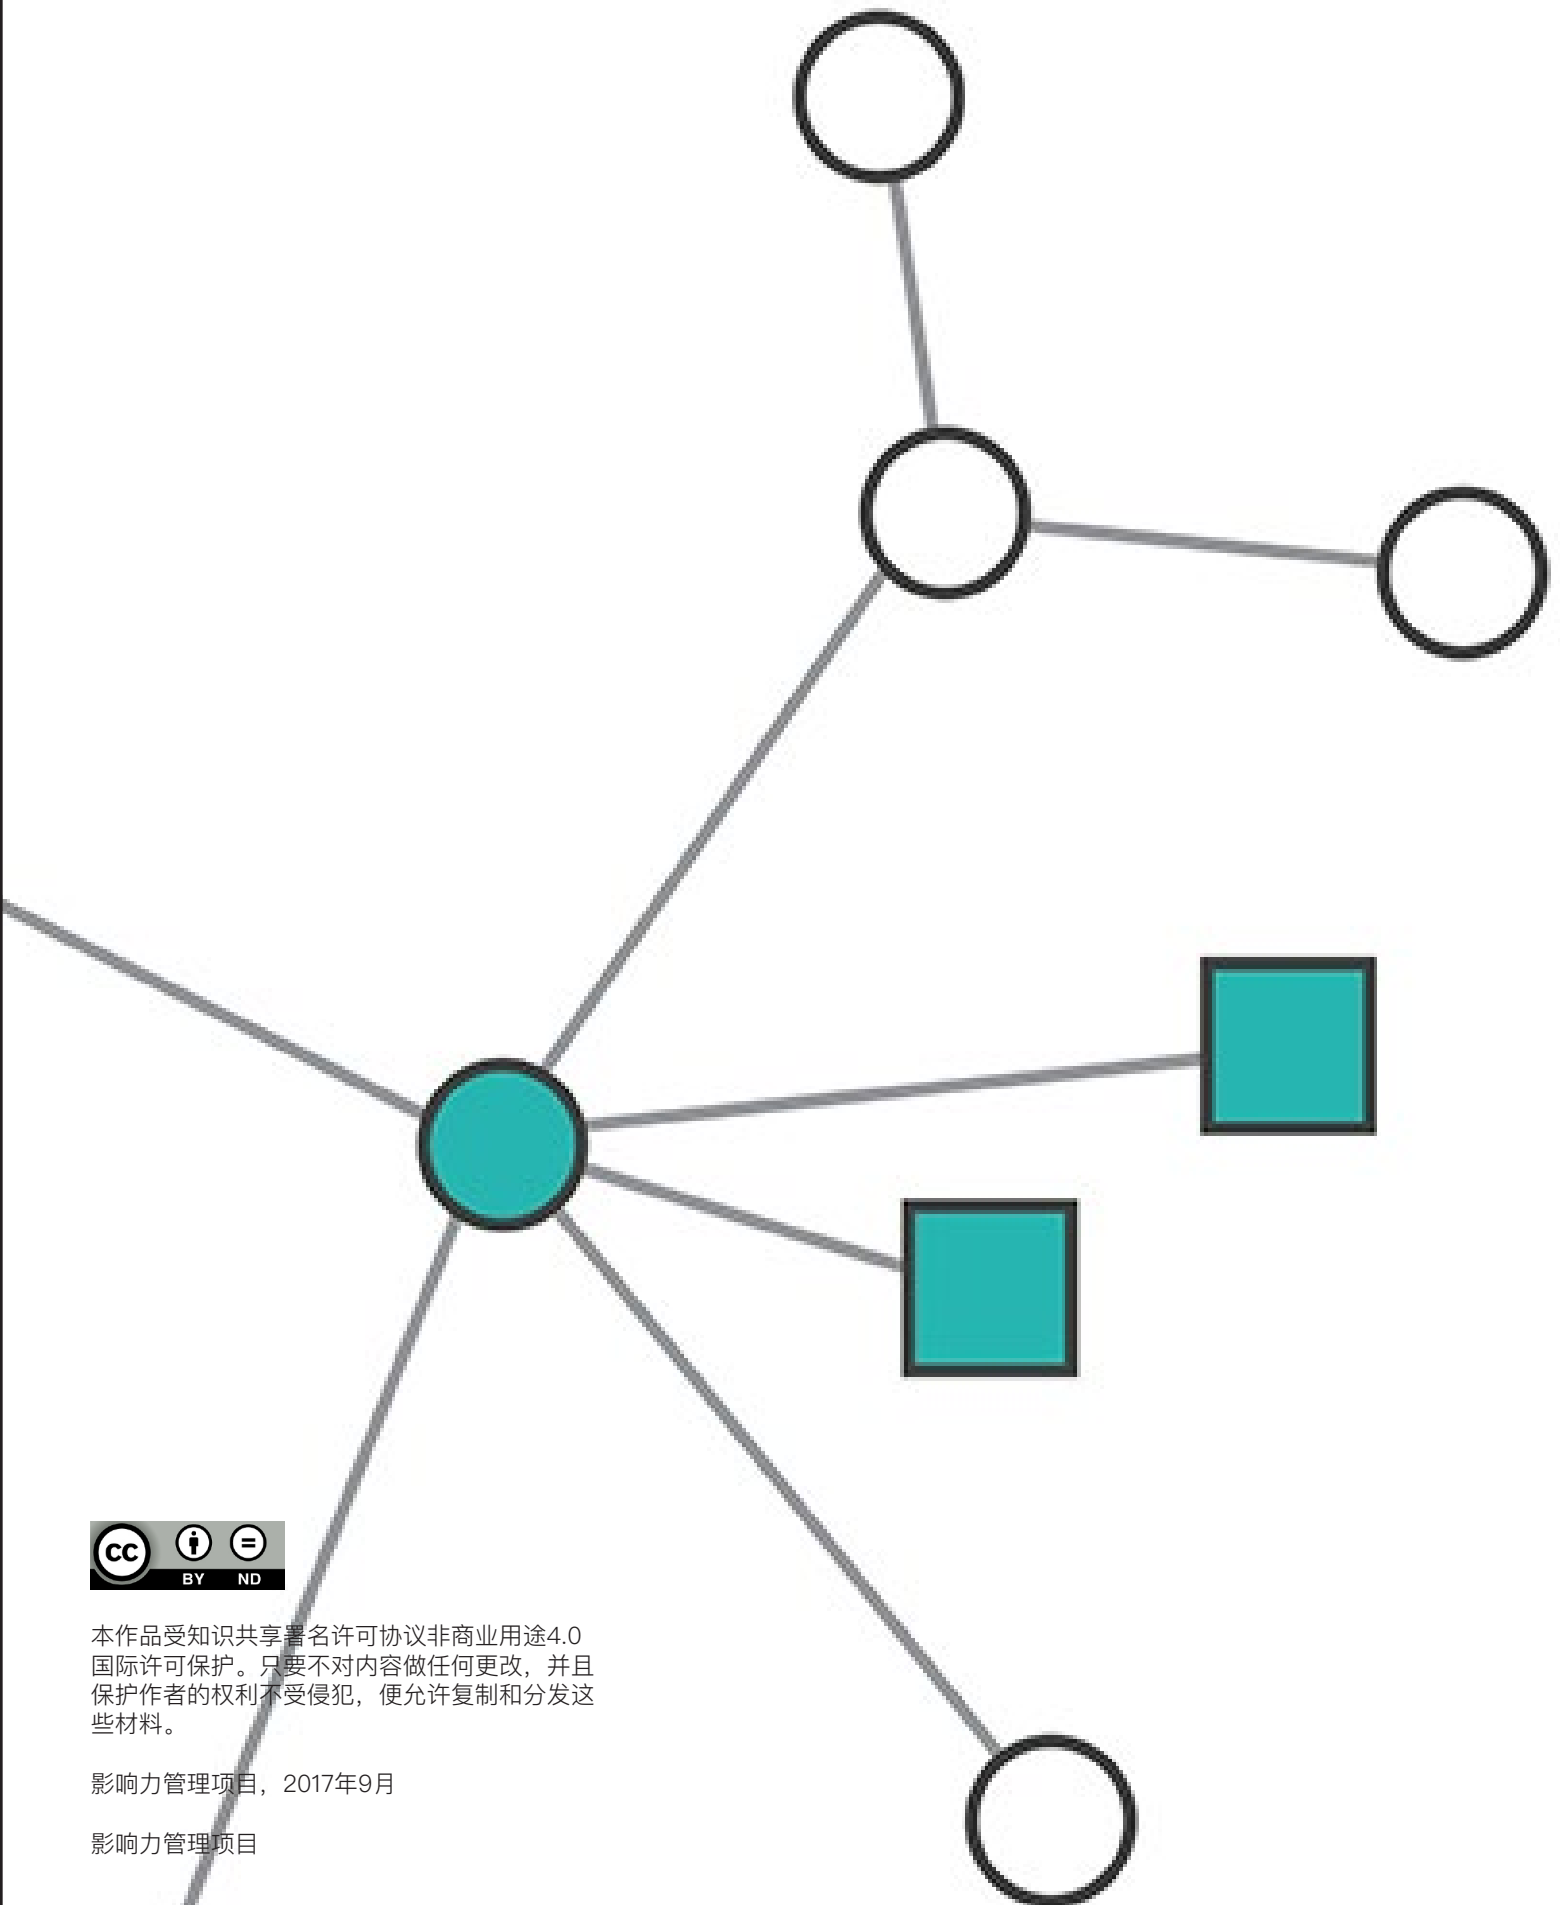 cc
BY ND
本作品受知识共享署名许可协议非商业用途4.0
国际许可保护。只要不对内容做任何更改，并且
保护作者的权利不受侵犯，便允许复制和分发这
些材料。
影响力管理项目，2017年9月
影响力管理项目